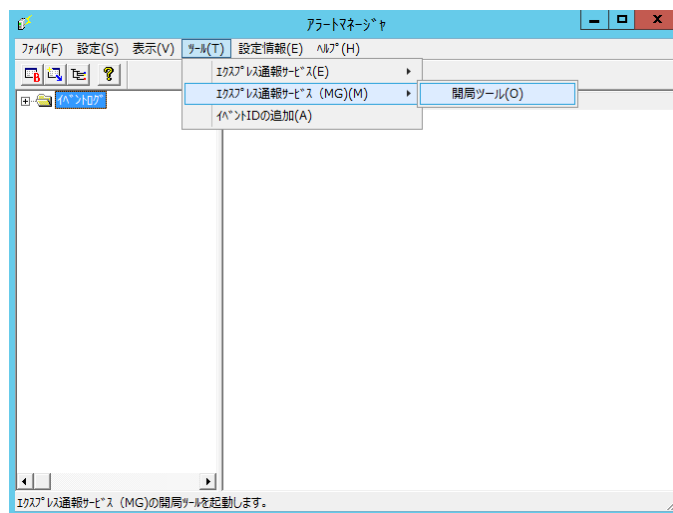 アラートマネージャ
ﾌｧｲﾙ(F) 設定(S) 表示(V) ﾂｰﾙ(T) 設定情報(E) ﾍﾙﾌﾟ(H)
ｴｸｽﾌﾟﾚｽ通報ｻｰﾋﾞｽ(E)
ｴｸｽﾌﾟﾚｽ通報ｻｰﾋﾞｽ（MG)(M) 開局ツール(O)
ｲﾍﾞﾝﾄIDの追加(A)
ｲﾍﾞﾝﾄﾛｸﾞ
ｴｸｽﾌﾟﾚｽ通報ｻｰﾋﾞｽ（MG)の開局ﾂｰﾙを起動します。